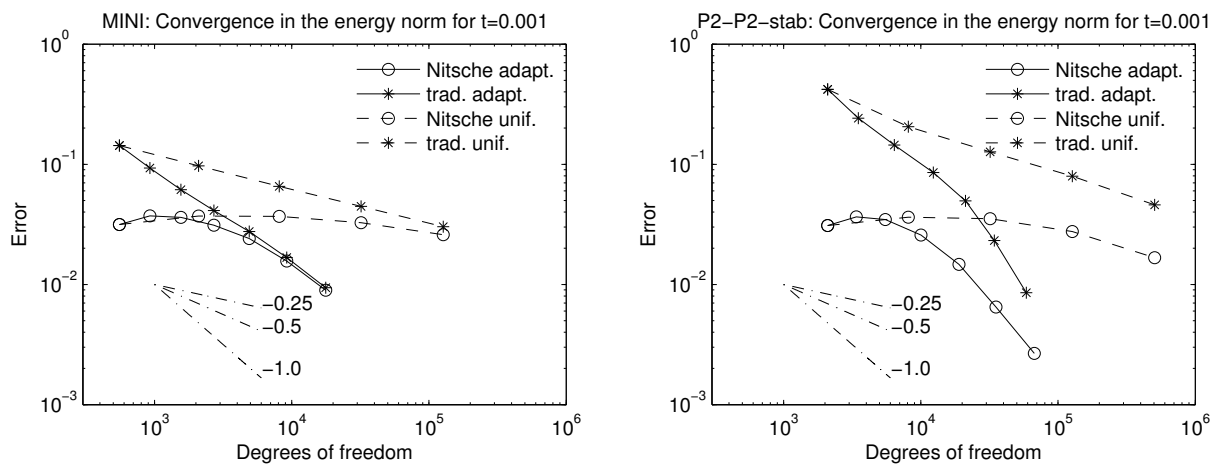 MINI: Convergence in the energy norm for t=0.001
10^0
10^−1
10^−2
10^−3
Error
Nitsche adapt.
trad. adapt.
Nitsche unif.
trad. unif.
−0.25
−0.5
−1.0
10^3
10^4
10^5
10^6
Degrees of freedom
P2−P2−stab: Convergence in the energy norm for t=0.001
10^0
10^−1
10^−2
10^−3
Error
Nitsche adapt.
trad. adapt.
Nitsche unif.
trad. unif.
−0.25
−0.5
−1.0
10^3
10^4
10^5
10^6
Degrees of freedom